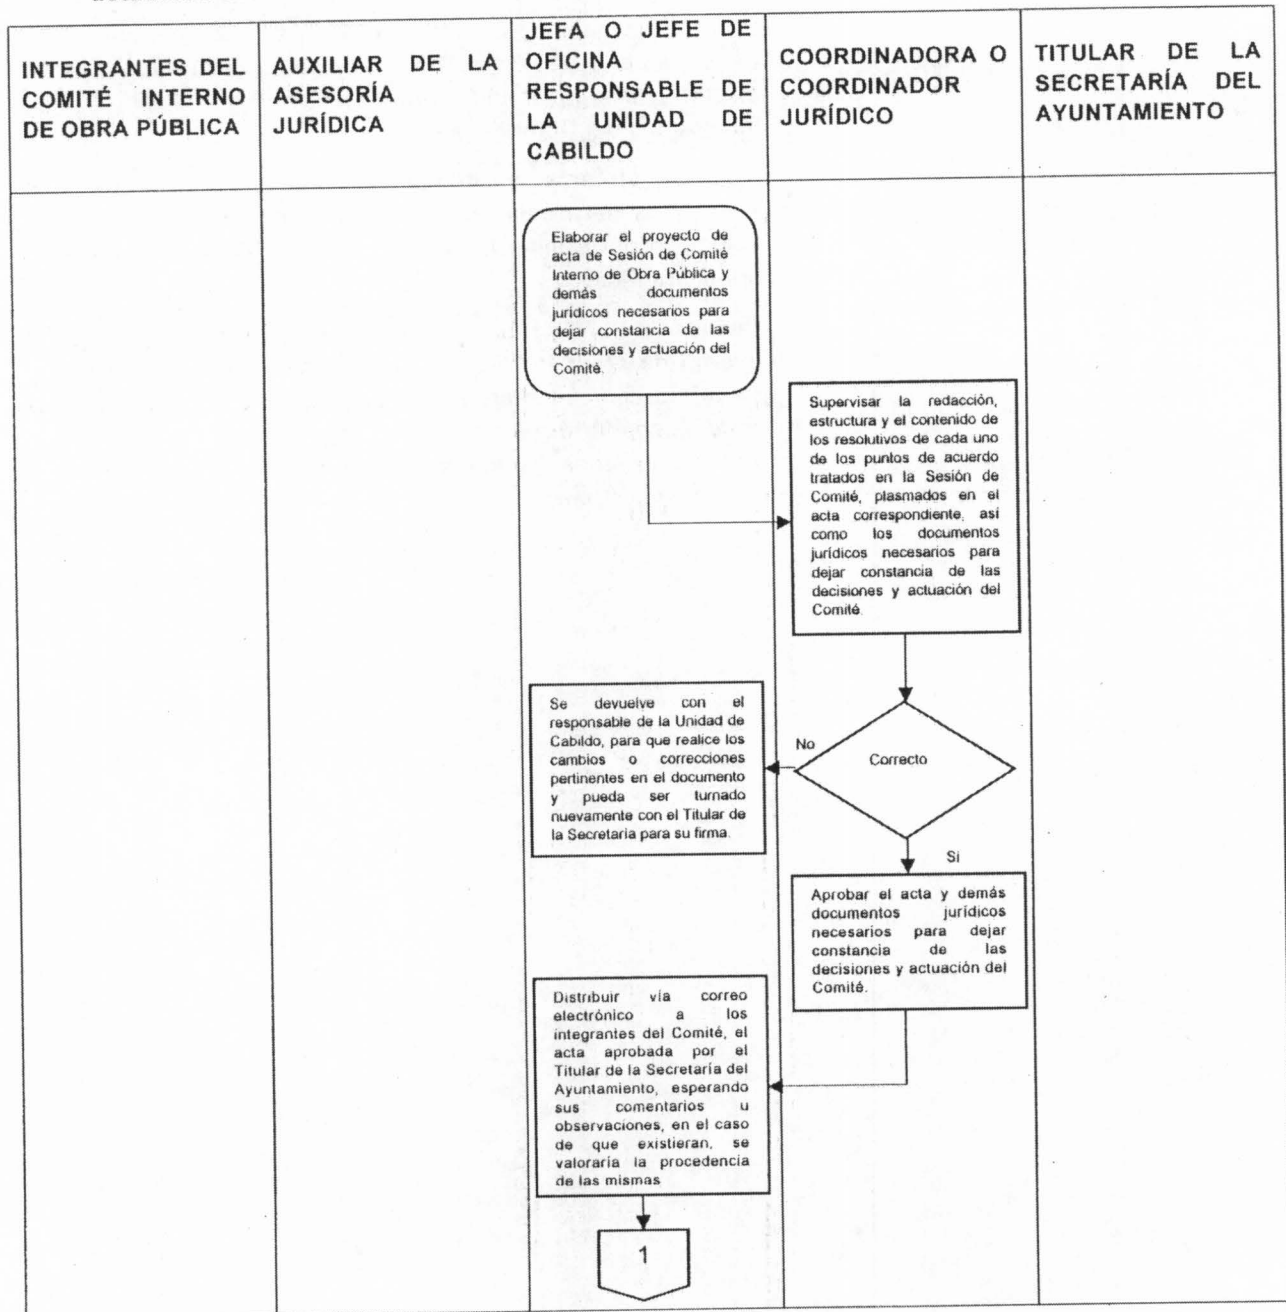 INTEGRANTES DEL
COMITÉ INTERNO
DE OBRA PÚBLICA
AUXILIAR DE LA
ASESORÍA
JURÍDICA
JEFA O JEFE DE
OFICINA
RESPONSABLE DE
LA UNIDAD DE
CABILDO
COORDINADORA O
COORDINADOR
JURÍDICO
TITULAR DE LA
SECRETARÍA DEL
AYUNTAMIENTO
Elaborar el proyecto de
acta de Sesión de Comité
Interno de Obra Pública y
demás documentos
jurídicos necesarios para
dejar constancia de las
decisiones y actuación del
Comité.
Supervisar la redacción,
estructura y el contenido de
los resolutivos de cada uno
de los puntos de acuerdo
tratados en la Sesión de
Comité, plasmados en el
acta correspondiente, así
como los documentos
jurídicos necesarios para
dejar constancia de las
decisiones y actuación del
Comité.
Se devuelve con el
responsable de la Unidad de
Cabildo, para que realice los
cambios o correcciones
pertinentes en el documento
y pueda ser turnado
nuevamente con el Titular de
la Secretaría para su firma.
No
Correcto
Si
Aprobar el acta y demás
documentos jurídicos
necesarios para dejar
constancia de las
decisiones y actuación del
Comité.
Distribuir vía correo
electrónico a los
integrantes del Comité, el
acta aprobada por el
Titular de la Secretaría del
Ayuntamiento, esperando
sus comentarios u
observaciones, en el caso
de que existieran, se
valoraría la procedencia
de las mismas
1